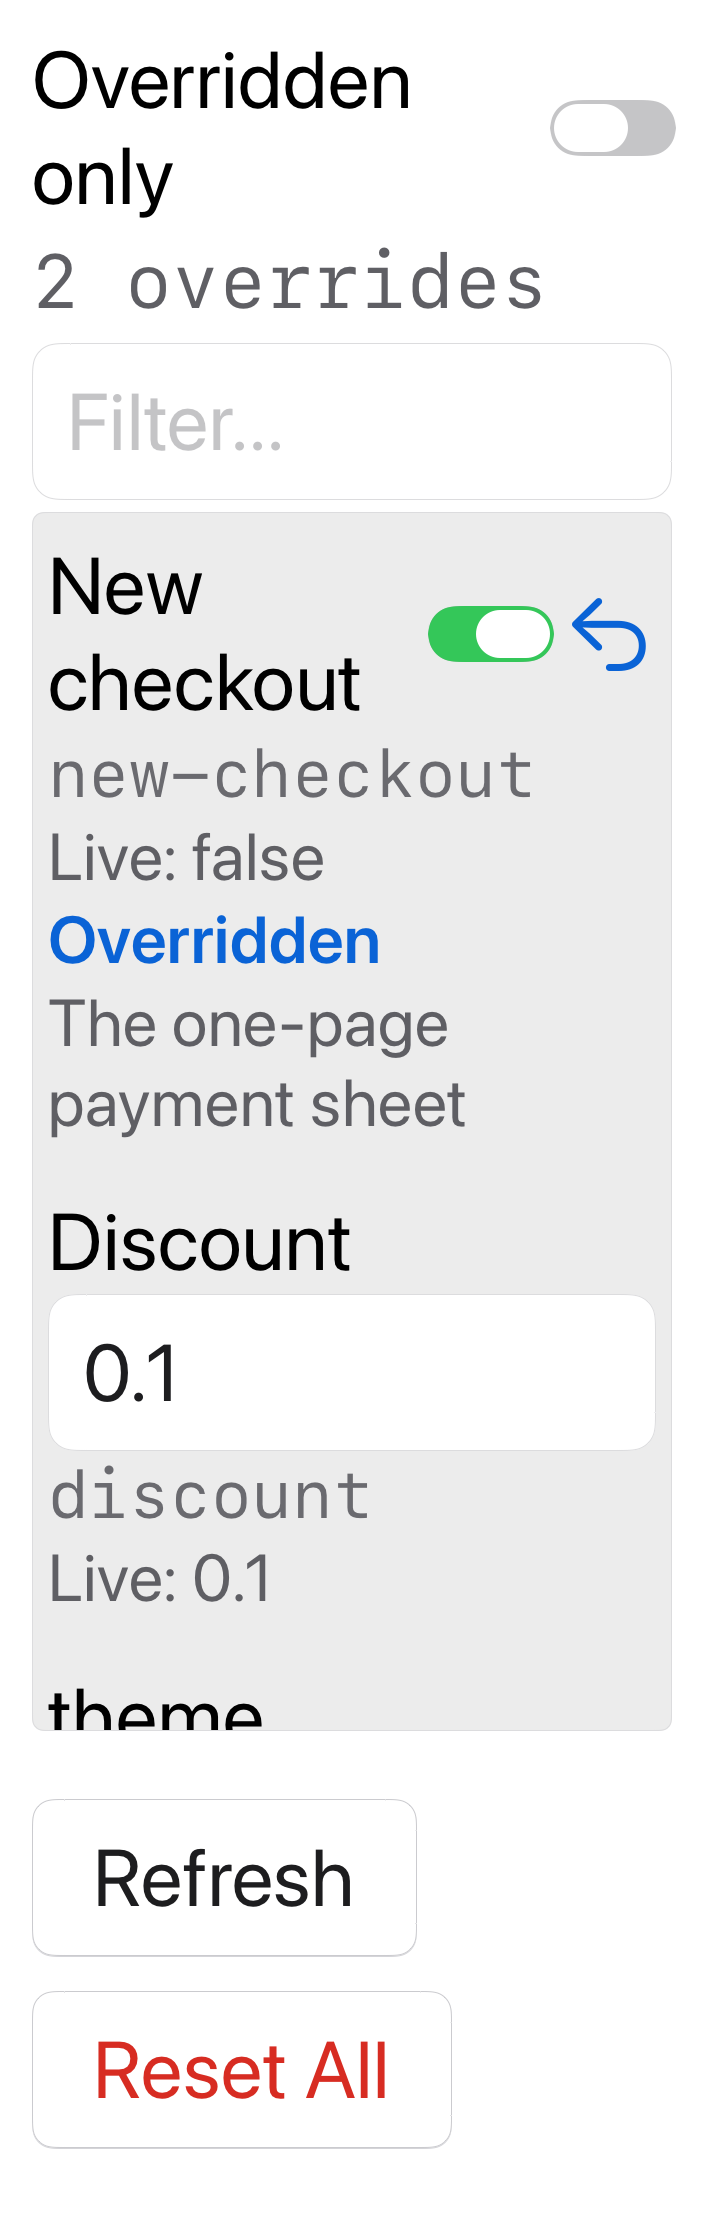 Overridden
only
2 overrides
Filter...
New
checkout
new-checkout
Live: false
Overridden
The one-page
payment sheet
Discount
0.1
discount
Live: 0.1
theme
Refresh
Reset All